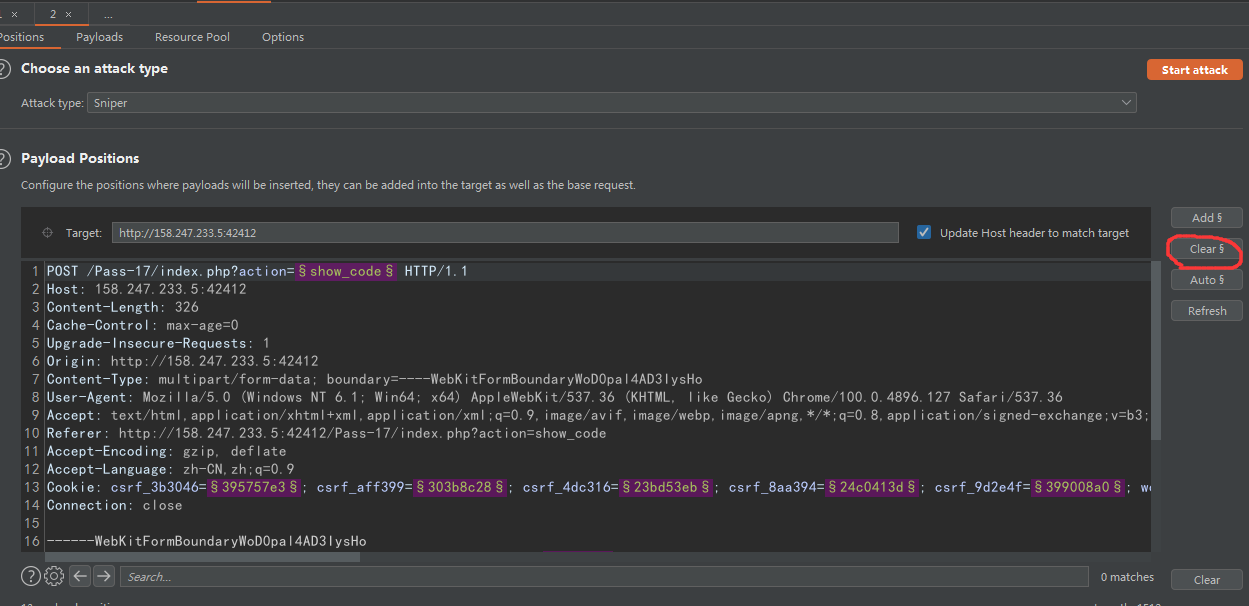 2 × ...
Positions Payloads Resource Pool Options
? Choose an attack type
Start attack
Attack type: Sniper
? Payload Positions
Configure the positions where payloads will be inserted, they can be added into the target as well as the base request.
Target: http://158.247.233.5:42412
Update Host header to match target
Add §
Clear §
Auto §
Refresh
1 POST /Pass-17/index.php?action=§show_code§ HTTP/1.1
2 Host: 158.247.233.5:42412
3 Content-Length: 326
4 Cache-Control: max-age=0
5 Upgrade-Insecure-Requests: 1
6 Origin: http://158.247.233.5:42412
7 Content-Type: multipart/form-data; boundary=----WebKitFormBoundaryWoDOpal4AD3IysHo
8 User-Agent: Mozilla/5.0 (Windows NT 6.1; Win64; x64) AppleWebKit/537.36 (KHTML, like Gecko) Chrome/100.0.4896.127 Safari/537.36
9 Accept: text/html,application/xhtml+xml,application/xml;q=0.9,image/avif,image/webp,image/apng,*/*;q=0.8,application/signed-exchange;v=b3;
10 Referer: http://158.247.233.5:42412/Pass-17/index.php?action=show_code
11 Accept-Encoding: gzip, deflate
12 Accept-Language: zh-CN,zh;q=0.9
13 Cookie: csrf_3b3046=§395757e3§; csrf_aff399=§303b8c28§; csrf_4dc316=§23bd53eb§; csrf_8aa394=§24c0413d§; csrf_9d2e4f=§399008a0§;
14 Connection: close
15
16 ------WebKitFormBoundaryWoDOpal4AD3IysHo
? Search... 0 matches Clear